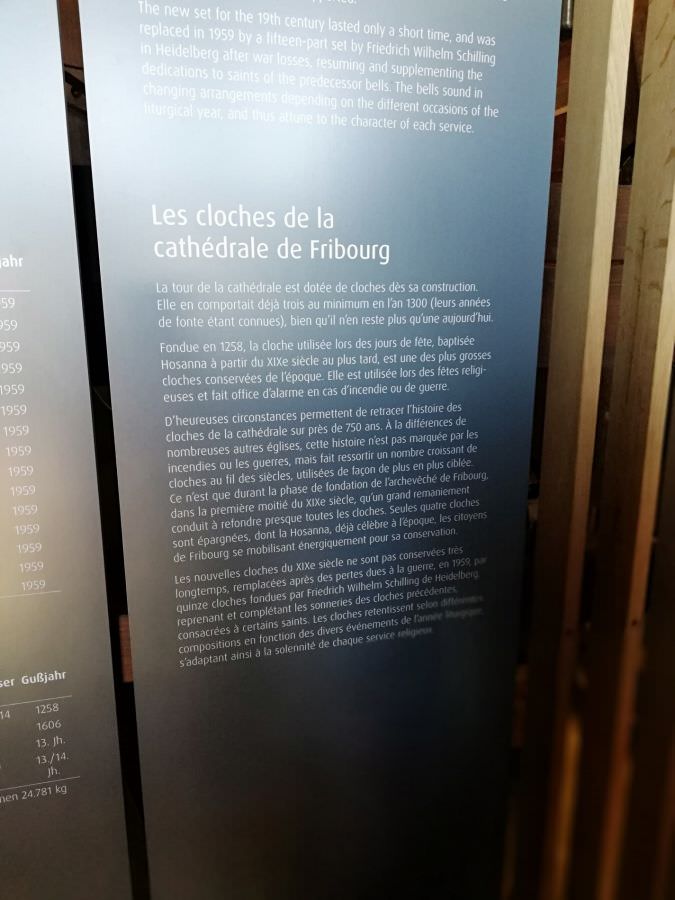 The new set for the 19th century lasted only a short time, and was
replaced in 1959 by a fifteen-part set by Friedrich Wilhelm Schilling
in Heidelberg after war losses, resuming and supplementing the
dedications to saints of the predecessor bells. The bells sound in
changing arrangements depending on the different occasions of the
liturgical year, and thus attune to the character of each service.
Les cloches de la
cathédrale de Fribourg
La tour de la cathédrale est dotée de cloches dès sa construction.
Elle en comportait déjà trois au minimum en l'an 1300 (leurs années
de fonte étant connues), bien qu'il n'en reste plus qu'une aujourd'hui.
Fondue en 1258, la cloche utilisée lors des jours de fête, baptisée
Hosanna à partir du XIXe siècle au plus tard, est une des plus grosses
cloches conservées de l'époque. Elle est utilisée lors des fêtes religi-
euses et fait office d'alarme en cas d'incendie ou de guerre.
D'heureuses circonstances permettent de retracer l'histoire des
cloches de la cathédrale sur près de 750 ans. À la différences de
nombreuses autres églises, cette histoire n'est pas marquée par les
incendies ou les guerres, mais fait ressortir un nombre croissant de
cloches au fil des siècles, utilisées de façon de plus en plus ciblée.
Ce n'est que durant la phase de fondation de l'archevêché de Fribourg,
dans la première moitié du XIXe siècle, qu'un grand remaniement
conduit à refondre presque toutes les cloches. Seules quatre cloches
sont épargnées, dont la Hosanna, déjà célèbre à l'époque, les citoyens
de Fribourg se mobilisant énergiquement pour sa conservation.
Les nouvelles cloches du XIXe siècle ne sont pas conservées très
longtemps, remplacées après des pertes dues à la guerre, en 1959, par
quinze cloches fondues par Friedrich Wilhelm Schilling de Heidelberg,
reprenant et complétant les sonneries des cloches précédentes,
consacrées à certains saints. Les cloches retentissent selon différentes
compositions en fonction des divers événements de l'année liturgique,
s'adaptant ainsi à la solennité de chaque service religieux.
jahr
59
959
959
959
1959
1959
1959
1959
1959
1959
1959
1959
1959
1959
1959
ser Gußjahr
14 1258
1606
13. Jh.
13./14.
Jh.
nen 24.781 kg